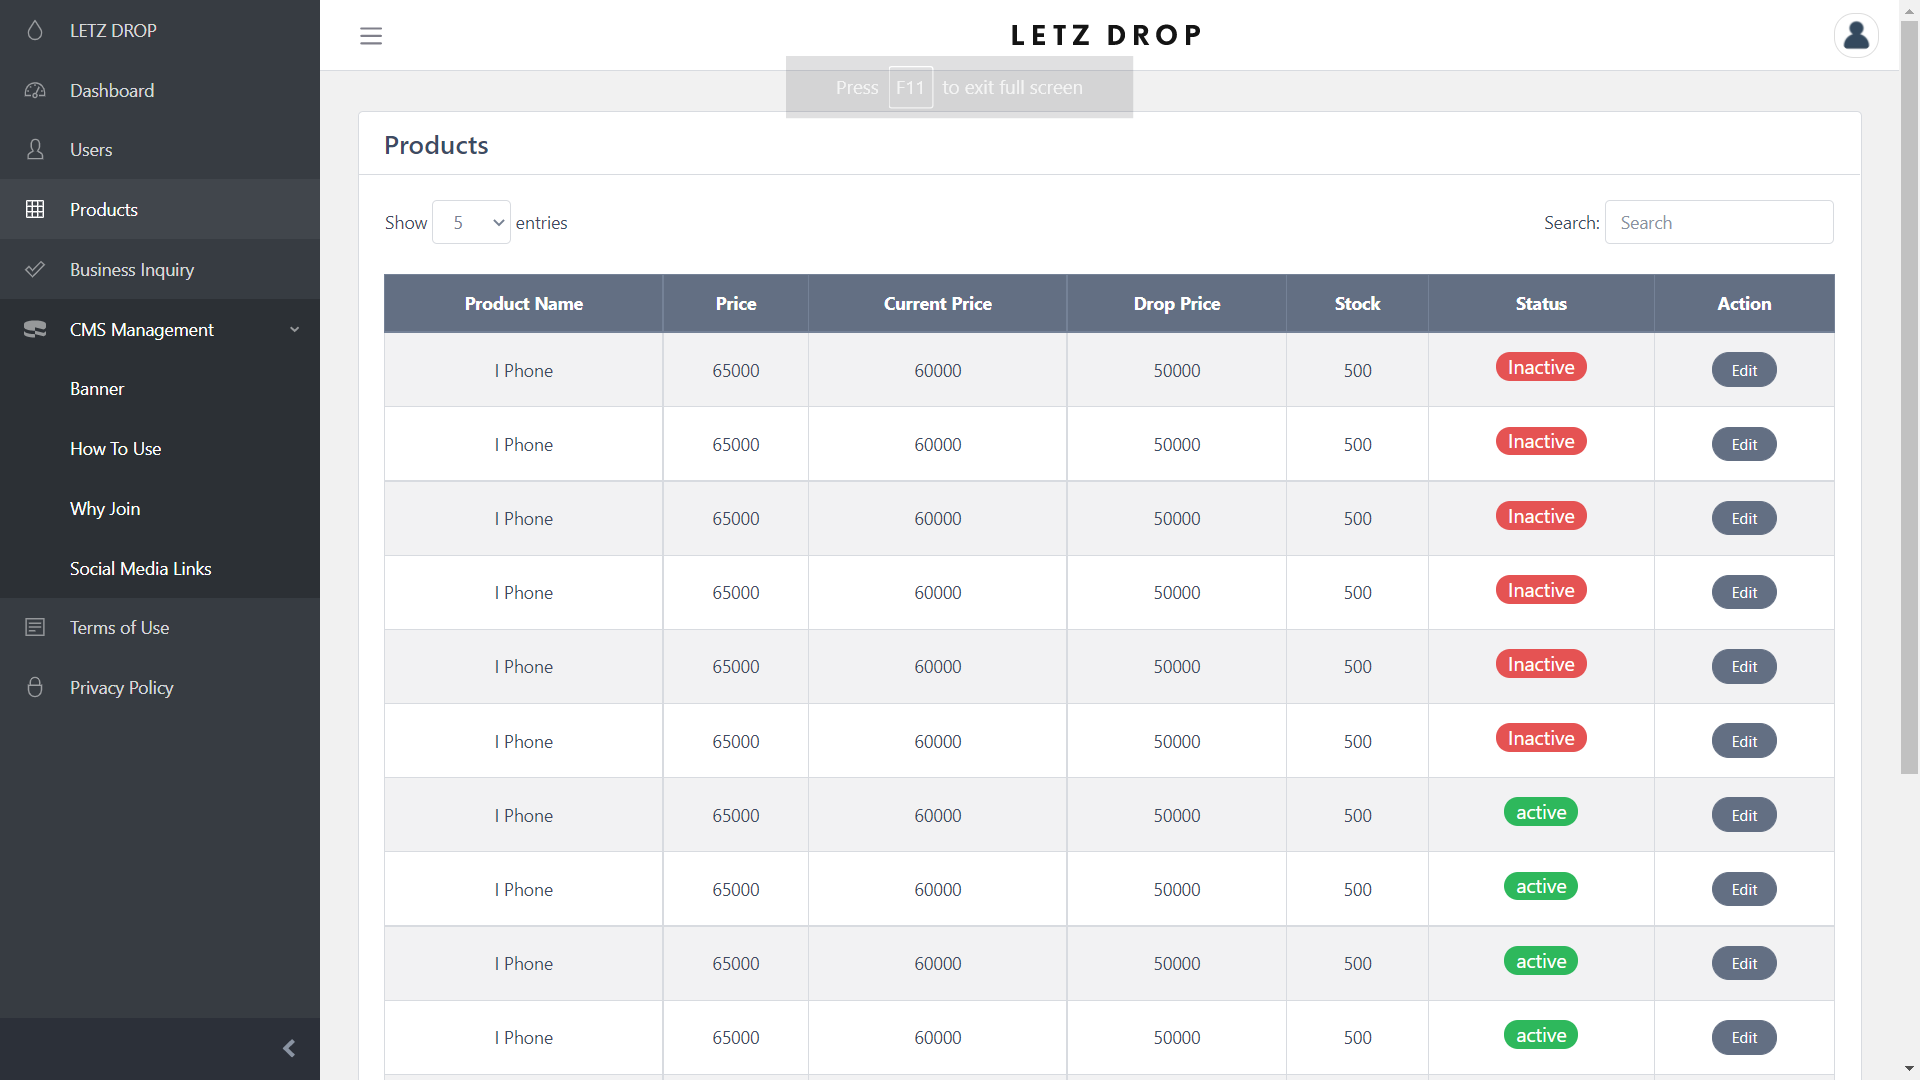 LETZ DROP
LETZ DROP
Press F11 to exit full screen
Dashboard
Users
Products
Business Inquiry
CMS Management
Banner
How To Use
Why Join
Social Media Links
Terms of Use
Privacy Policy
Products
Show 5 entries Search: Search
Product Name Price Current Price Drop Price Stock Status Action
I Phone 65000 60000 50000 500 Inactive Edit
I Phone 65000 60000 50000 500 Inactive Edit
I Phone 65000 60000 50000 500 Inactive Edit
I Phone 65000 60000 50000 500 Inactive Edit
I Phone 65000 60000 50000 500 Inactive Edit
I Phone 65000 60000 50000 500 Inactive Edit
I Phone 65000 60000 50000 500 active Edit
I Phone 65000 60000 50000 500 active Edit
I Phone 65000 60000 50000 500 active Edit
I Phone 65000 60000 50000 500 active Edit